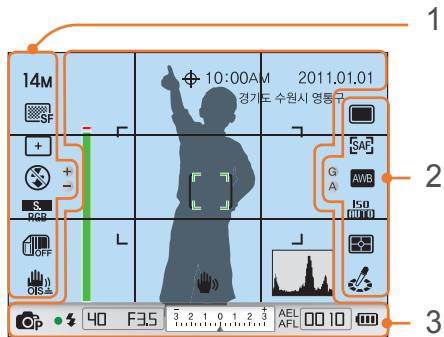 1
14M
10:00AM 2011.01.01
경기도 수원시 영통구
SF
SAF
+
+
−
G
A
AWB
2
S.
RGB
ISO
AUTO
OFF
OIS
P
40 F3.5
3 2 1 0 1 2 3
AEL
AFL
0010
3